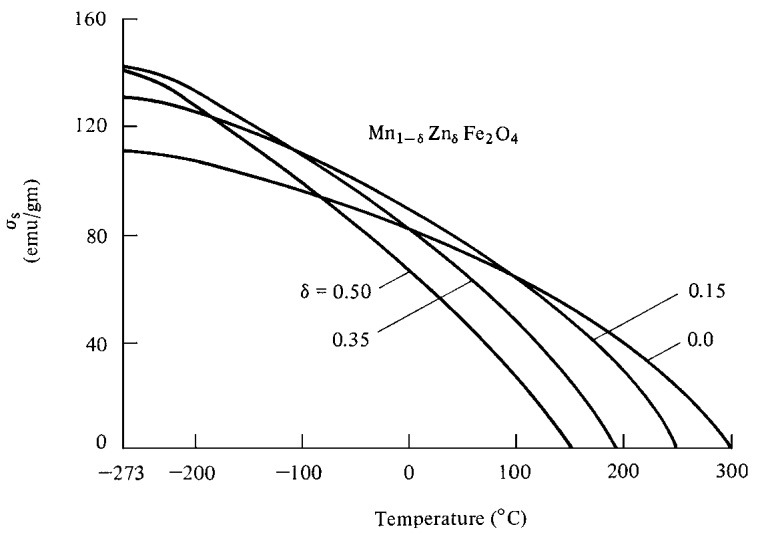 160
120
80
40
0
σs
(emu/gm)
Mn1−δ Znδ Fe2O4
δ = 0.50
0.35
0.15
0.0
−273 −200 −100 0 100 200 300
Temperature (°C)